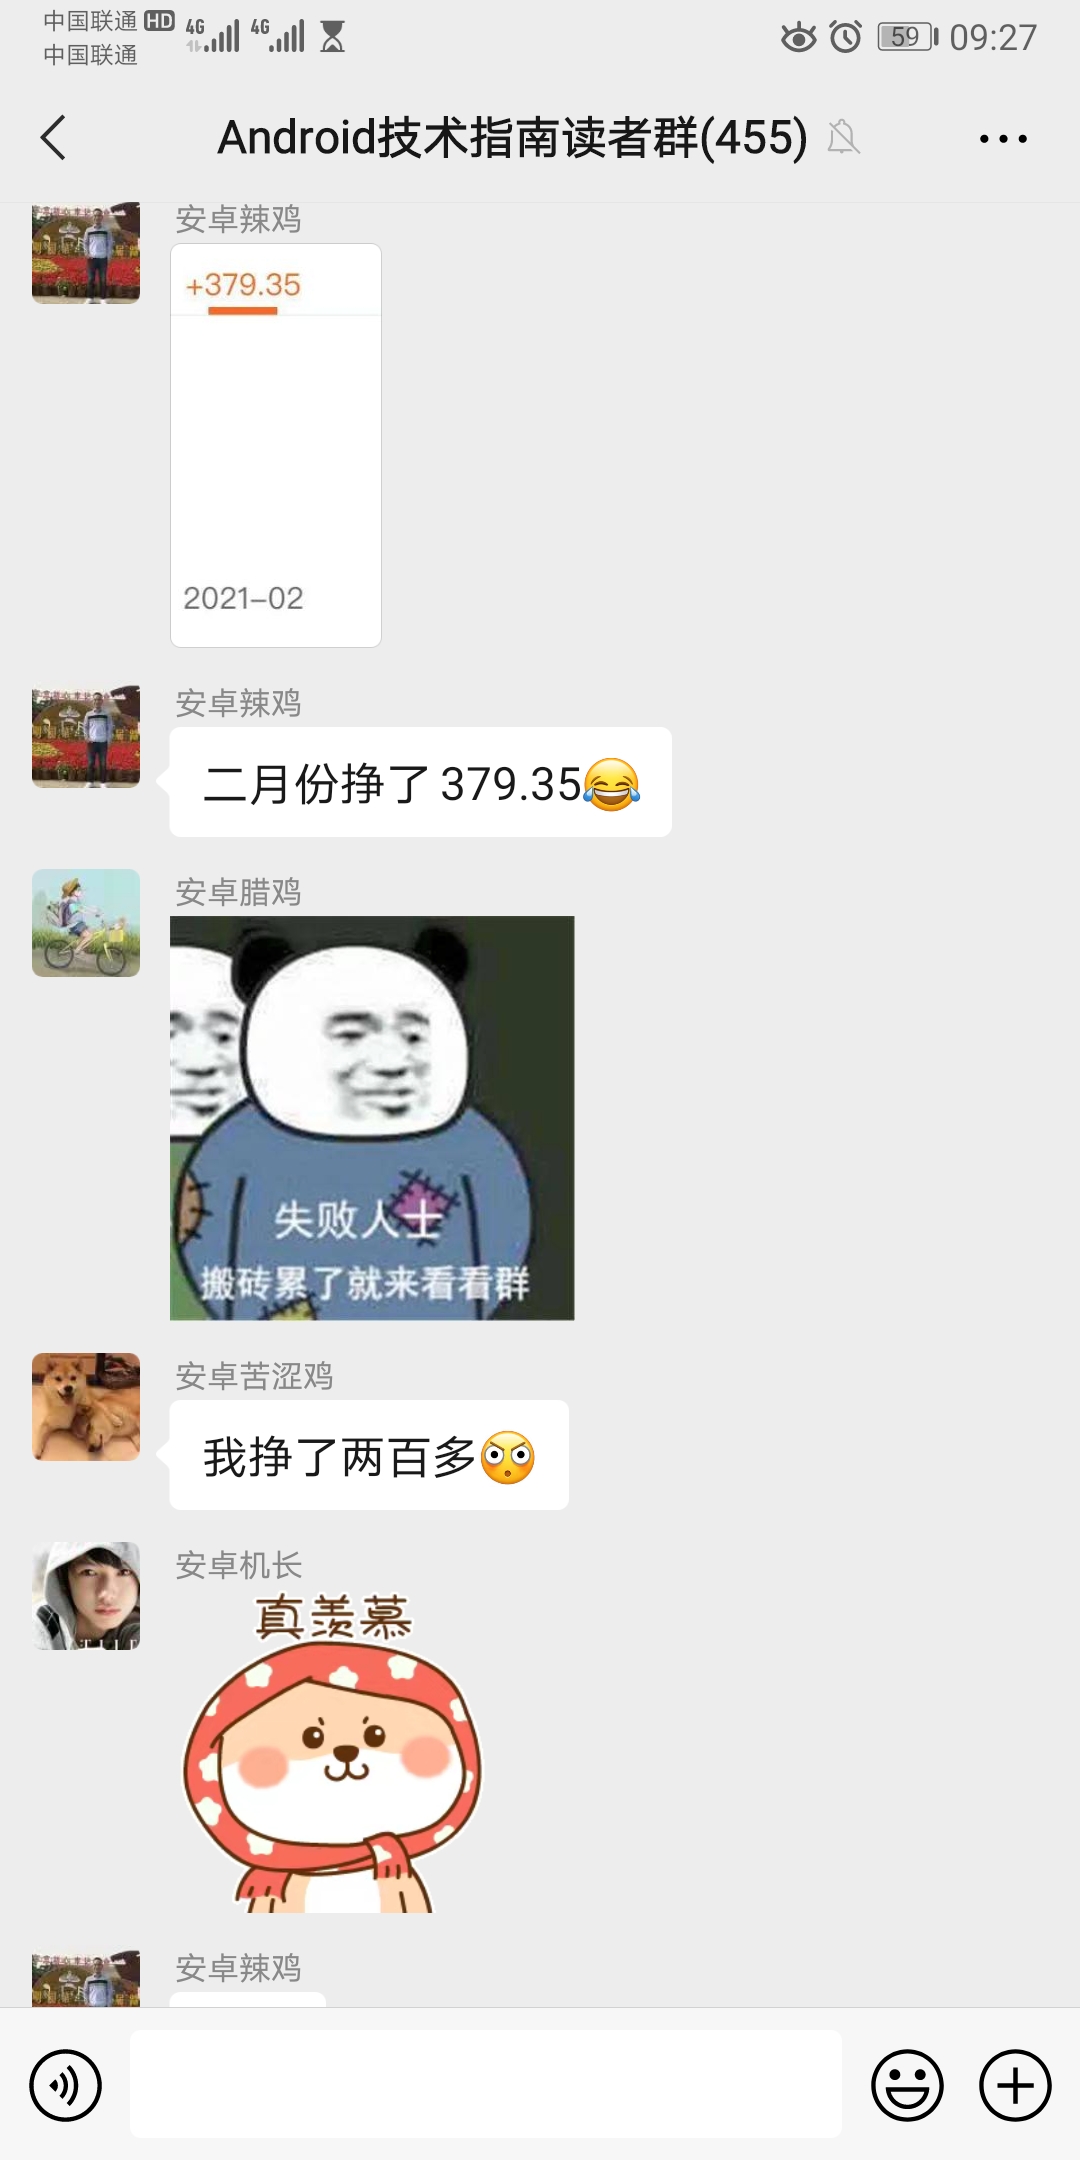 中国联通 HD 4G 4G 59 09:27
中国联通
Android技术指南读者群(455)
安卓辣鸡
+379.35
2021-02
安卓辣鸡
二月份挣了379.35😂
安卓腊鸡
失败人士
搬砖累了就来看看群
安卓苦涩鸡
我挣了两百多
安卓机长
真羡慕
安卓辣鸡